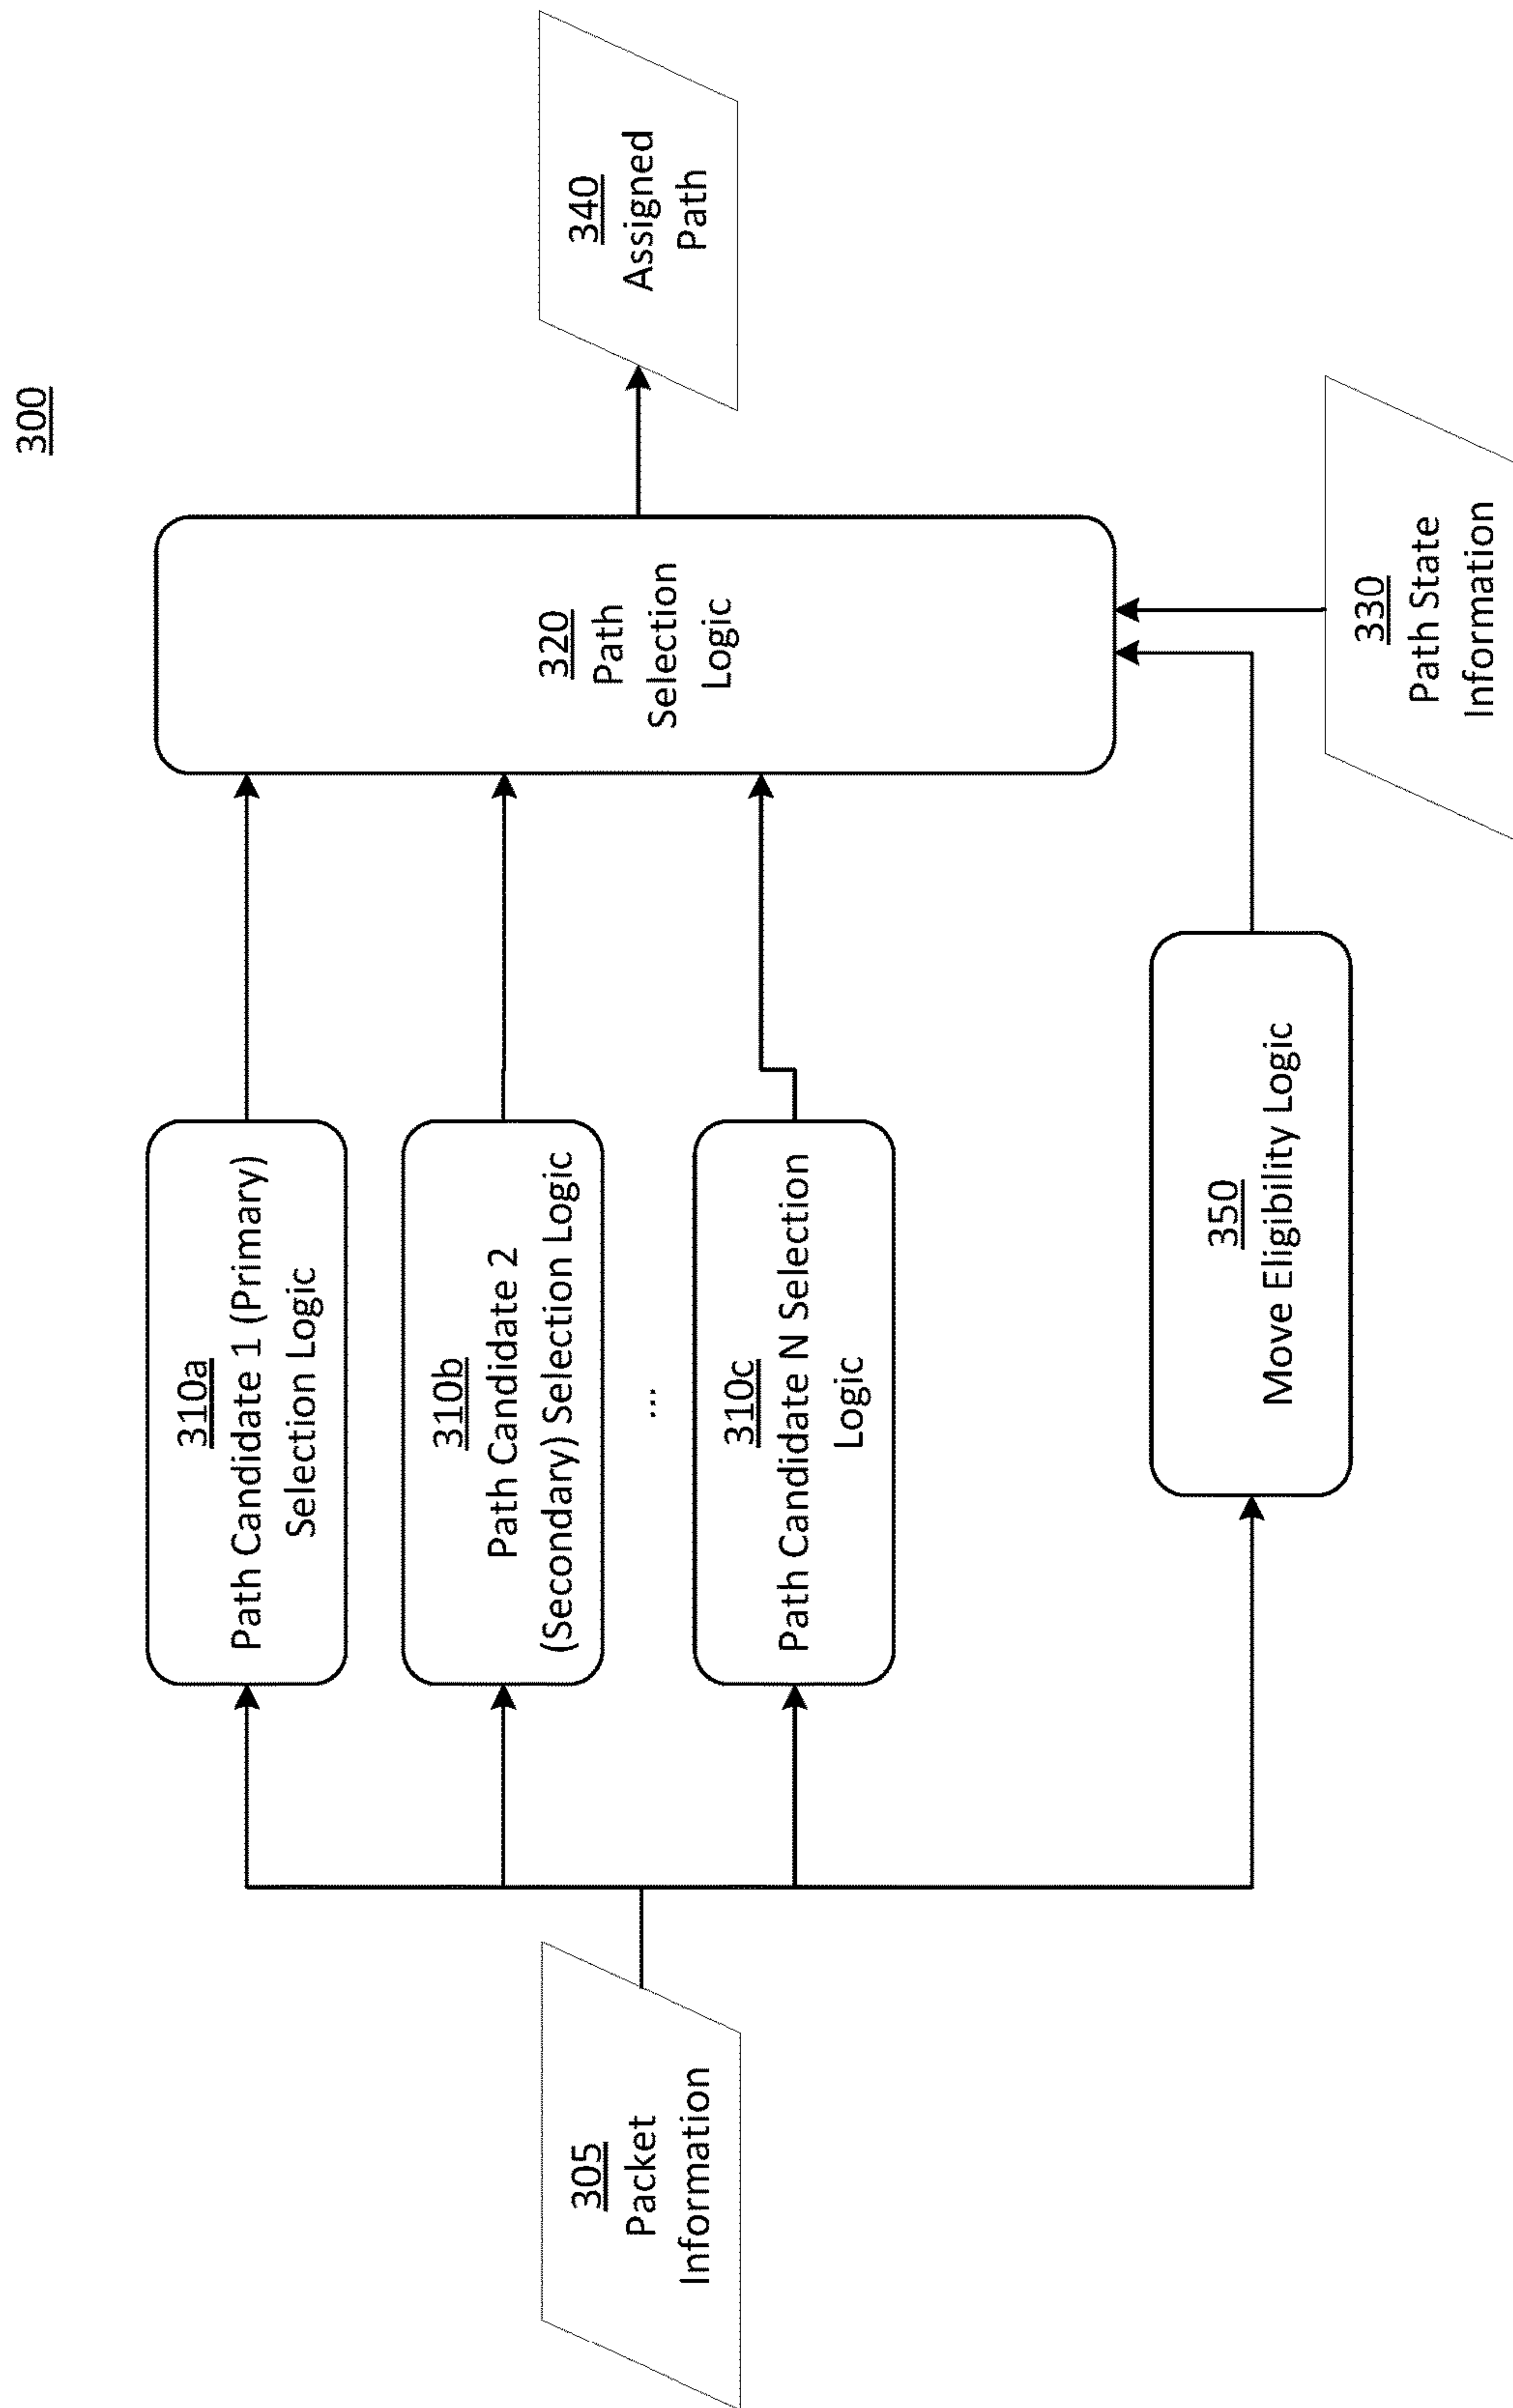 300
305
Packet
Information
310a
Path Candidate 1 (Primary)
Selection Logic
310b
Path Candidate 2
(Secondary) Selection Logic
...
310c
Path Candidate N Selection
Logic
350
Move Eligibility Logic
320
Path
Selection
Logic
330
Path State
Information
340
Assigned
Path